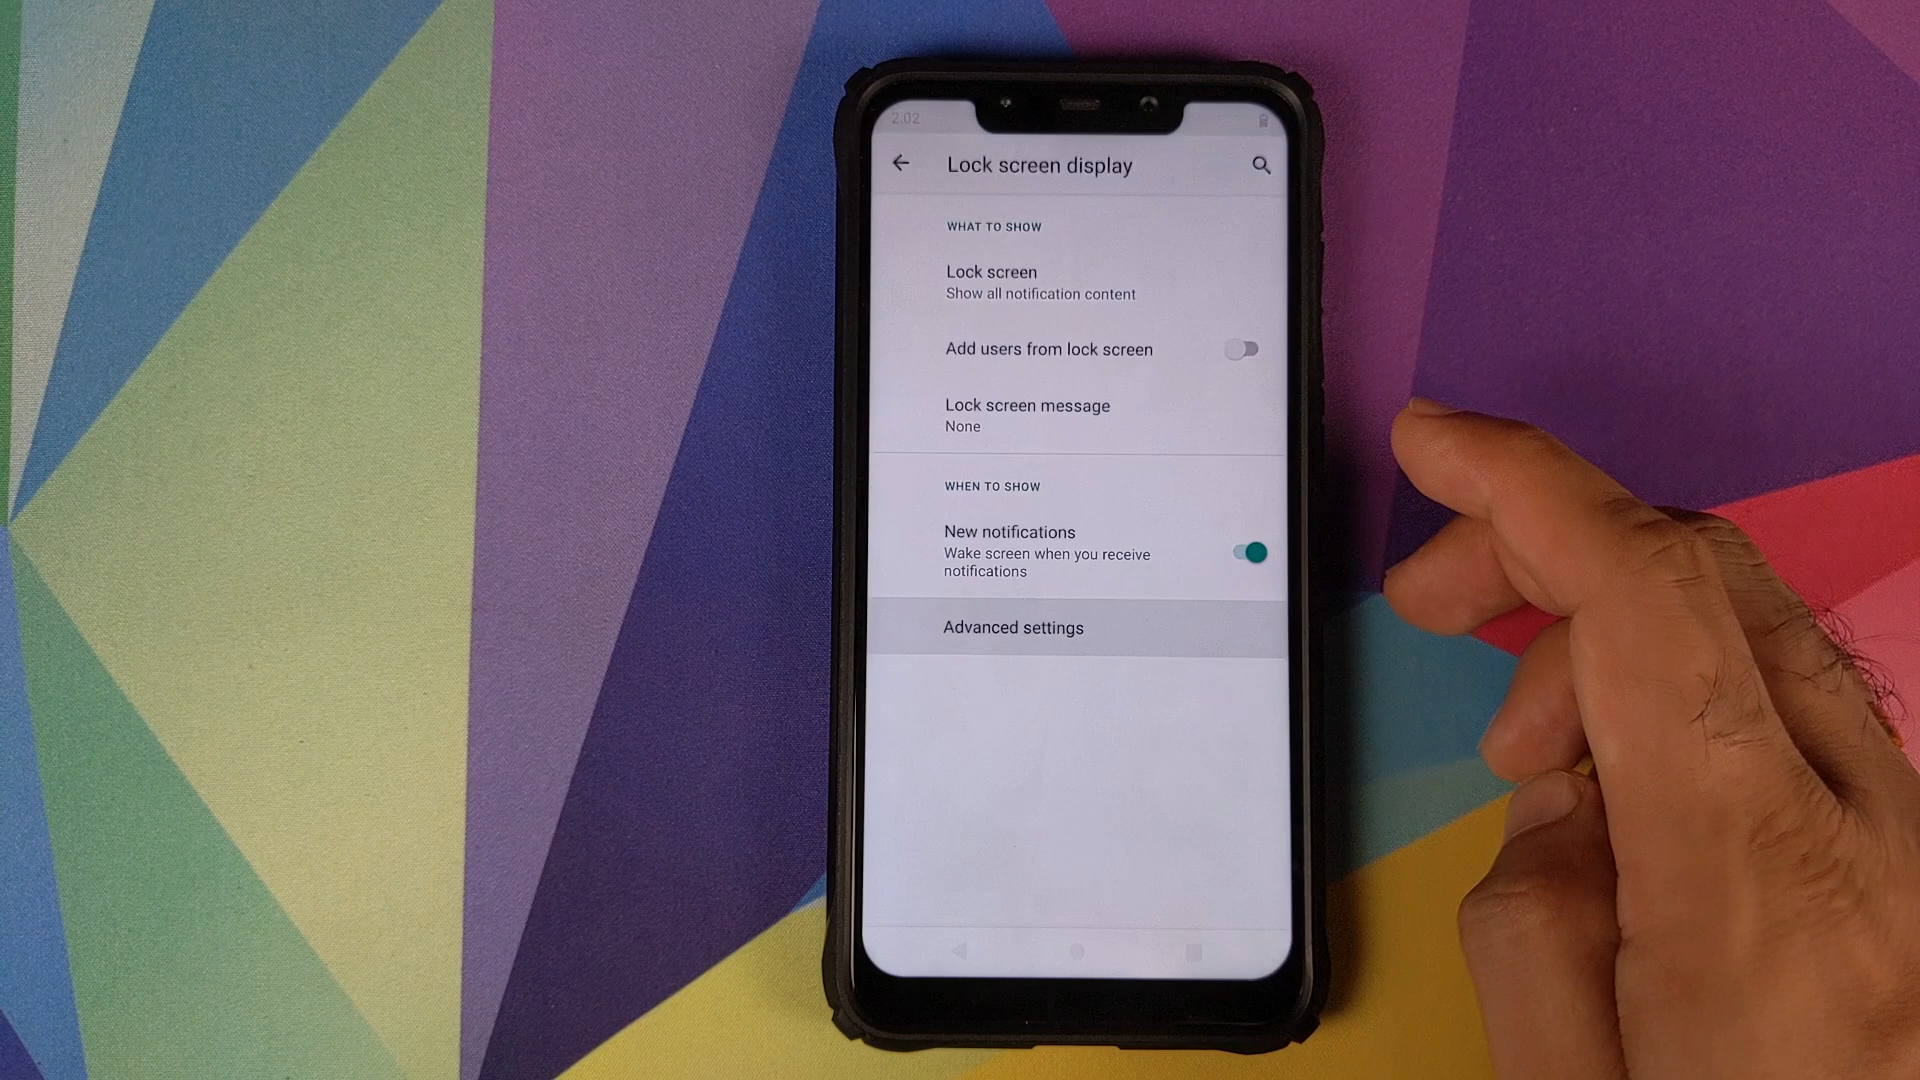 2.02
Lock screen display
WHAT TO SHOW
Lock screen
Show all notification content
Add users from lock screen
Lock screen message
None
WHEN TO SHOW
New notifications
Wake screen when you receive
notifications
Advanced settings